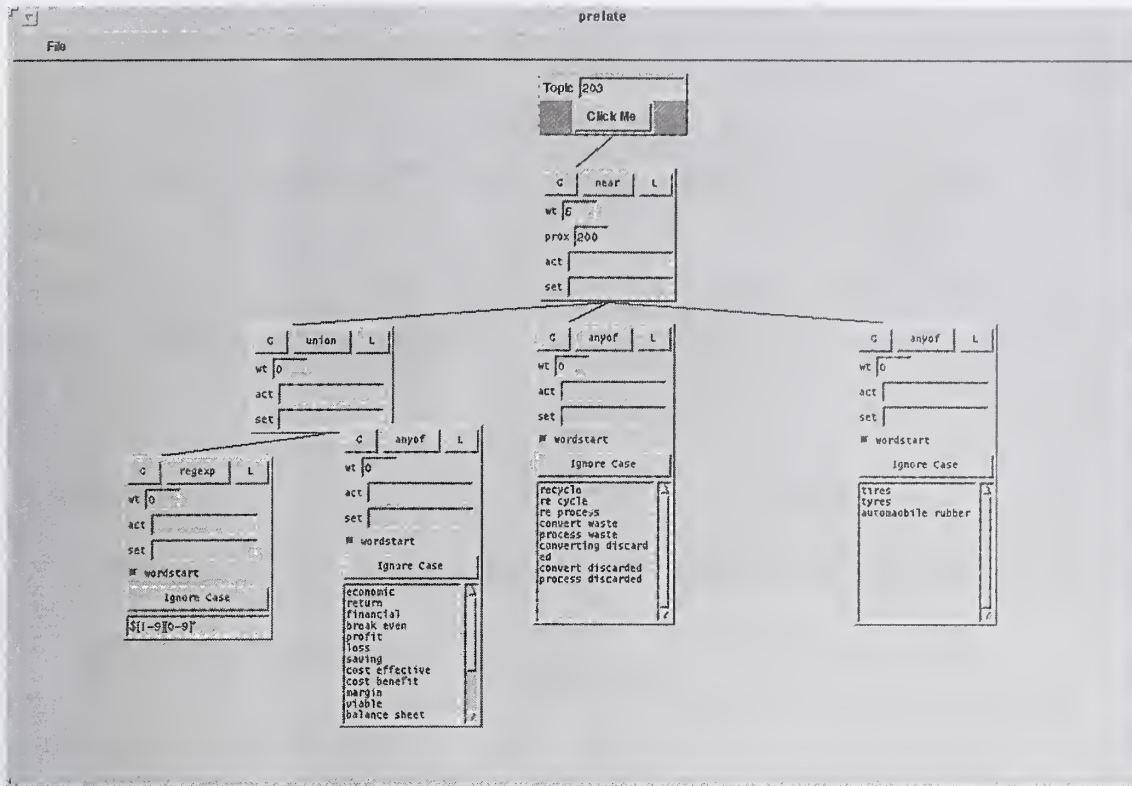 prelate
File
Topic 203
Click Me
C near L
wt 6
prox 200
act
set
C union L
wt 0
act
set
C regexp L
wt 0
act
set
wordstart
Ignore Case
$[1-9][0-9]*
C anyof L
wt 0
act
set
wordstart
Ignore Case
economic
return
financial
break even
profit
loss
saving
cost effective
cost benefit
margin
viable
balance sheet
C anyof L
wt 0
act
set
wordstart
Ignore Case
recycle
re cycle
re process
convert waste
process waste
converting discard
ed
convert discarded
process discarded
C anyof L
wt 0
act
set
wordstart
Ignore Case
tires
tyres
automaobile rubber